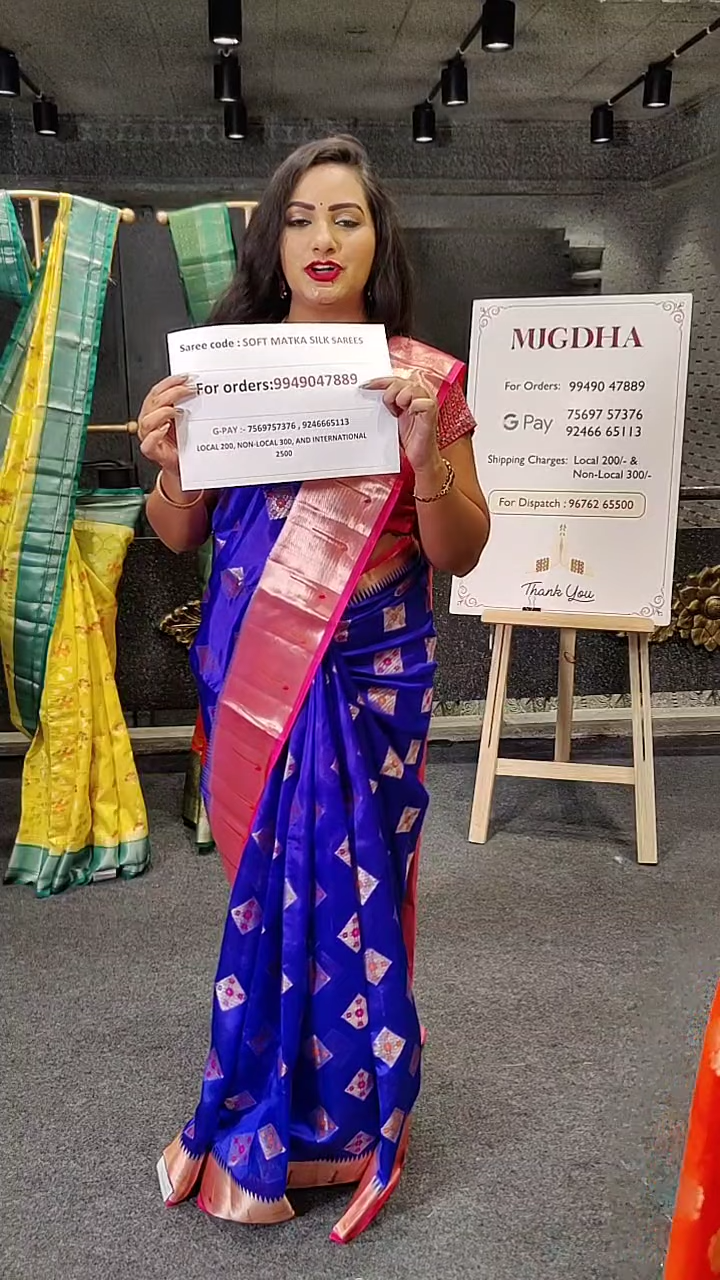 Saree code : SOFT MATKA SILK SAREES
For orders:9949047889
G-PAY :- 7569757376 , 9246665113
LOCAL 200, NON-LOCAL 300, AND INTERNATIONAL
2500
MUGDHA
For Orders: 99490 47889
G Pay 75697 57376
92466 65113
Shipping Charges: Local 200/- &
Non-Local 300/-
For Dispatch : 96762 65500
Thank You